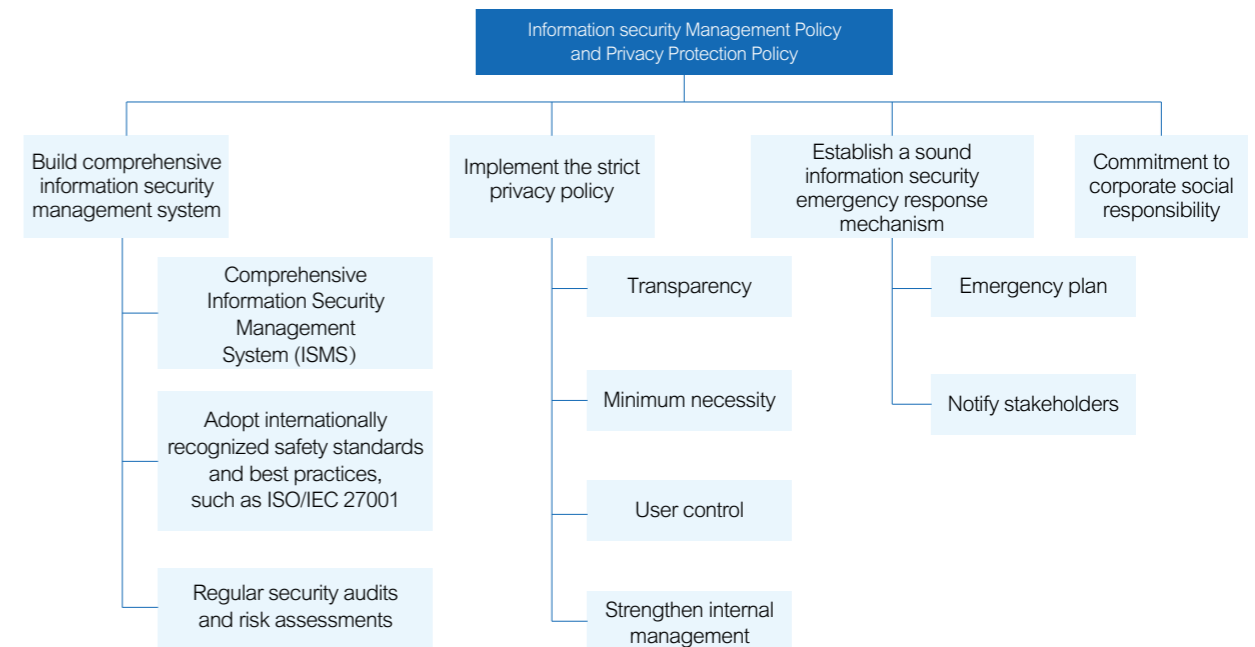 Information security Management Policy
and Privacy Protection Policy
Build comprehensive
information security
management system
Implement the strict
privacy policy
Establish a sound
information security
emergency response
mechanism
Commitment to
corporate social
responsibility
Comprehensive
Information Security
Management
System (ISMS）
Adopt internationally
recognized safety standards
and best practices,
such as ISO/IEC 27001
Regular security audits
and risk assessments
Transparency
Minimum necessity
User control
Strengthen internal
management
Emergency plan
Notify stakeholders